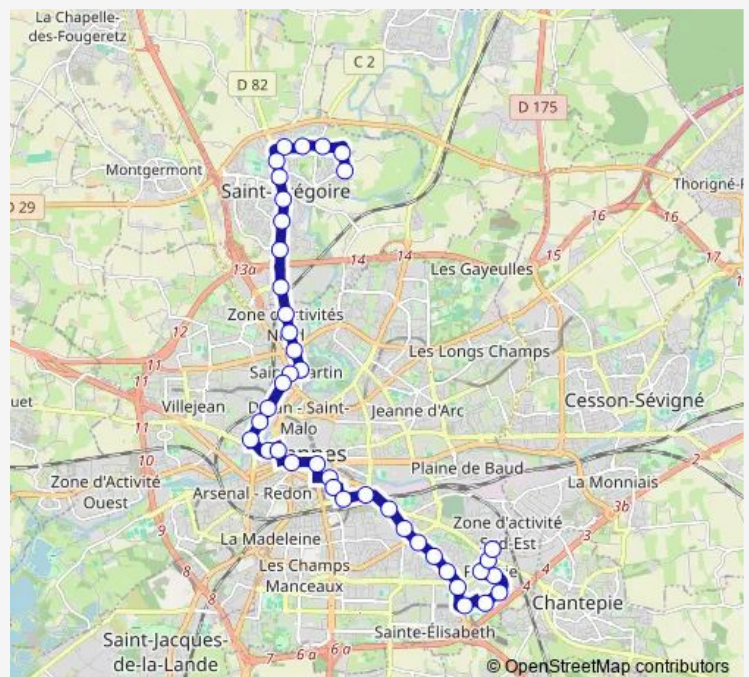 La Chapelle-
des-Fougeretz
C 2
D 82
D 175
Montgermont
Saint-Grégoire
Thorigné-F
D 29
16
16
17
15
14
14
13a
Les Gayeulles
Zone d'activités
Nord
12
Saint-Martin
Les Longs Champs
11
11
Villejean
Saint-
Malo
Jeanne d'Arc
Cesson-Sévigné
uet
11
10
Rennes
2
Plaine de Baud
La Monniais
Zone d'Activité
Ouest
Arsenal - Redon
3b
9
La Madeleine
Zone d'activité
Sud-Est
8
Les Champs
Manceaux
4
4
Chantepie
Sainte-Élisabeth
Saint-Jacques-
de-la-Lande
7
6a
6a
© OpenStreetMap contributors